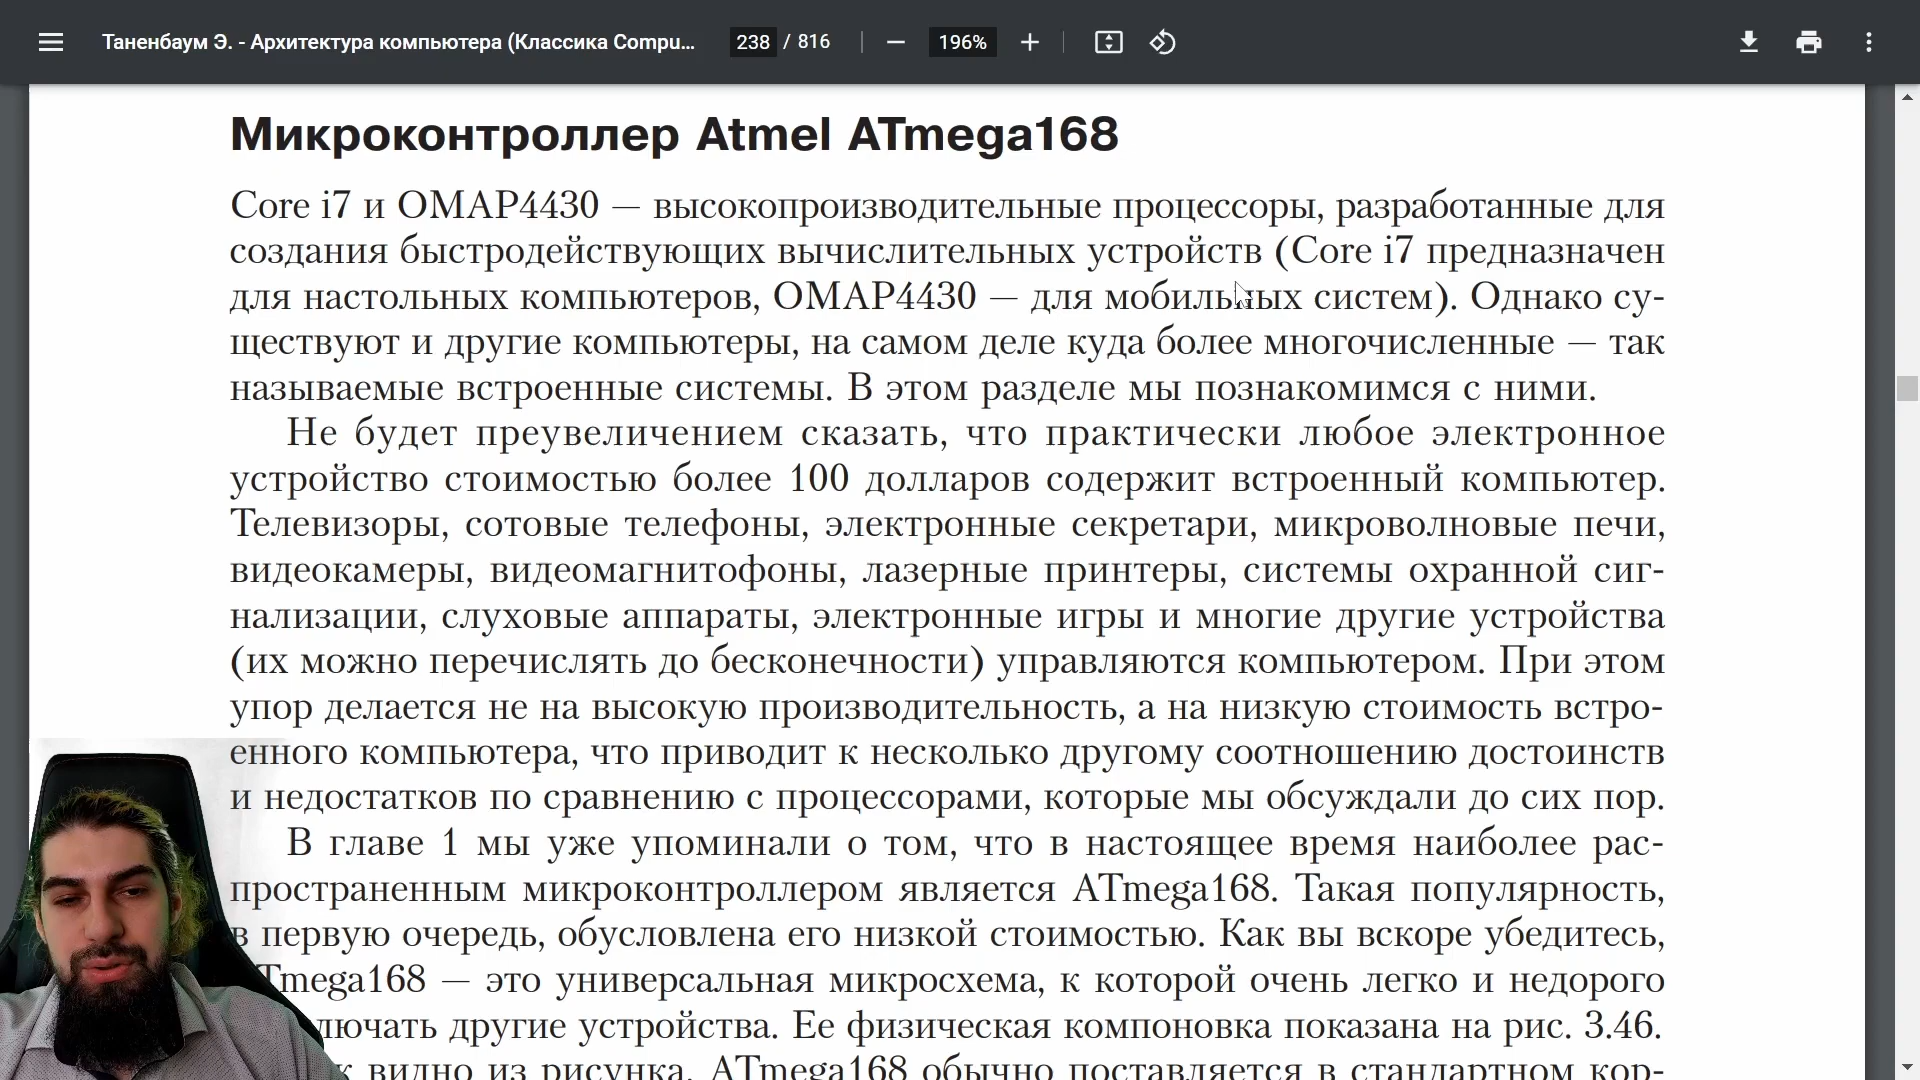 Таненбаум Э. - Архитектура компьютера (Классика Compu...
238 / 816
196%
Микроконтроллер Atmel ATmega168
Core i7 и OMAP4430 — высокопроизводительные процессоры, разработанные для
создания быстродействующих вычислительных устройств (Core i7 предназначен
для настольных компьютеров, OMAP4430 — для мобильных систем). Однако су-
ществуют и другие компьютеры, на самом деле куда более многочисленные — так
называемые встроенные системы. В этом разделе мы познакомимся с ними.
Не будет преувеличением сказать, что практически любое электронное
устройство стоимостью более 100 долларов содержит встроенный компьютер.
Телевизоры, сотовые телефоны, электронные секретари, микроволновые печи,
видеокамеры, видеомагнитофоны, лазерные принтеры, системы охранной сиг-
нализации, слуховые аппараты, электронные игры и многие другие устройства
(их можно перечислять до бесконечности) управляются компьютером. При этом
упор делается не на высокую производительность, а на низкую стоимость встро-
енного компьютера, что приводит к несколько другому соотношению достоинств
и недостатков по сравнению с процессорами, которые мы обсуждали до сих пор.
В главе 1 мы уже упоминали о том, что в настоящее время наиболее рас-
пространенным микроконтроллером является ATmega168. Такая популярность,
в первую очередь, обусловлена его низкой стоимостью. Как вы вскоре убедитесь,
Tmega168 — это универсальная микросхема, к которой очень легко и недорого
лючать другие устройства. Ее физическая компоновка показана на рис. 3.46.
к видно из рисунка, ATmega168 обычно поставляется в стандартном кор-